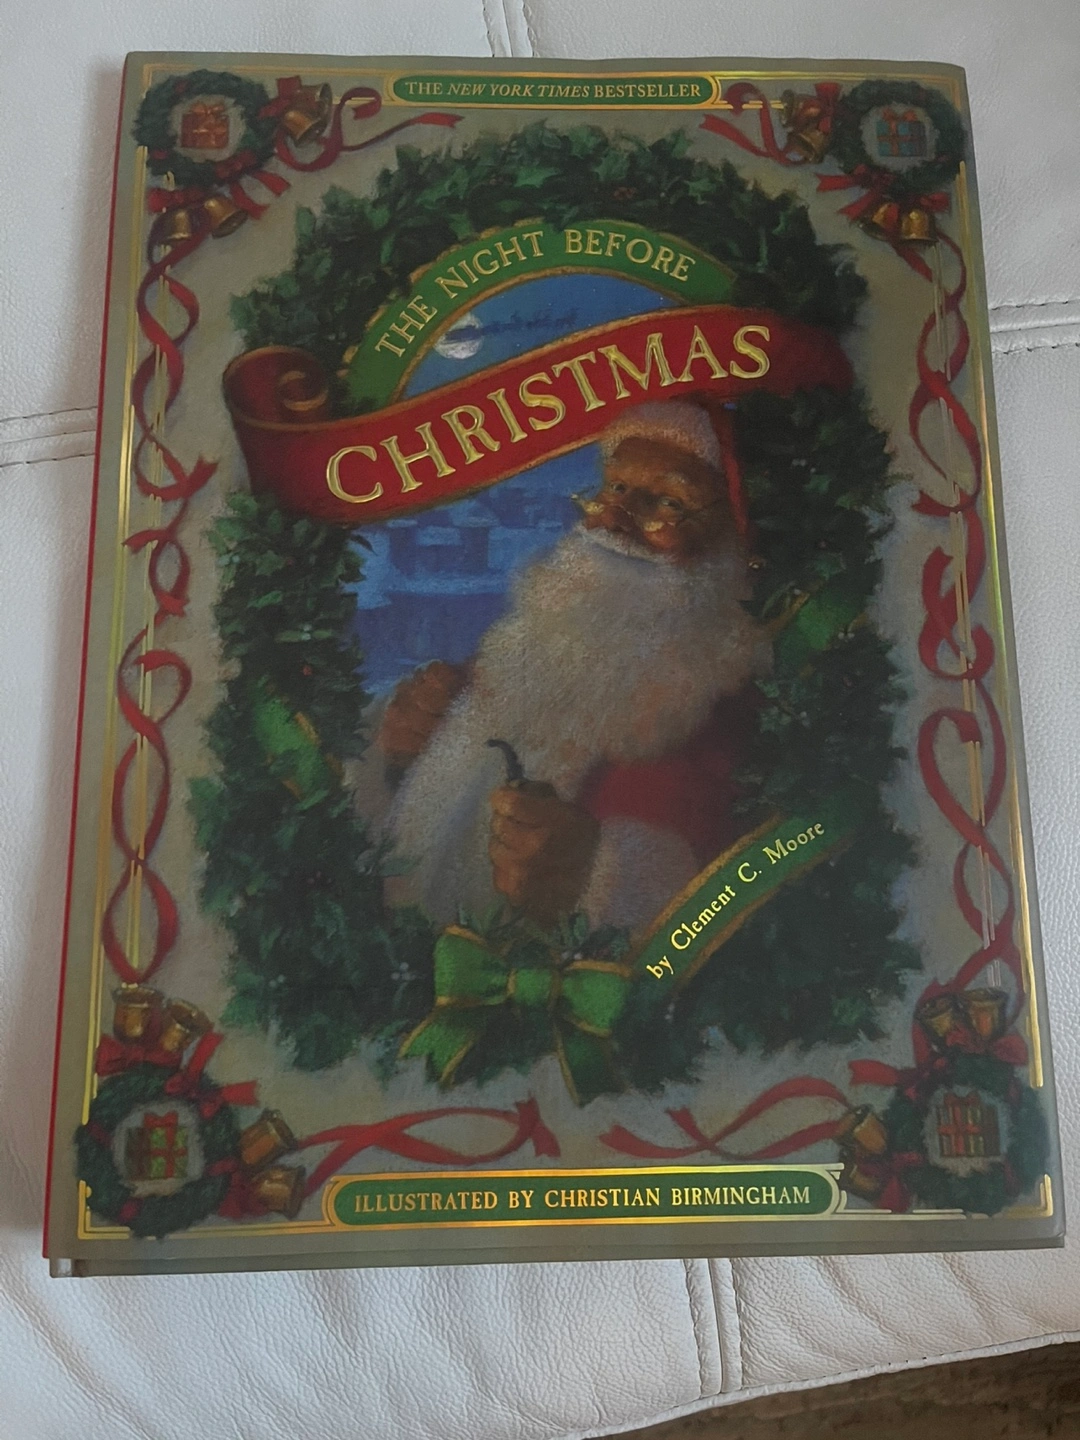 THE NEW YORK TIMES BESTSELLER
THE NIGHT BEFORE
CHRISTMAS
by Clement C. Moore
ILLUSTRATED BY CHRISTIAN BIRMINGHAM